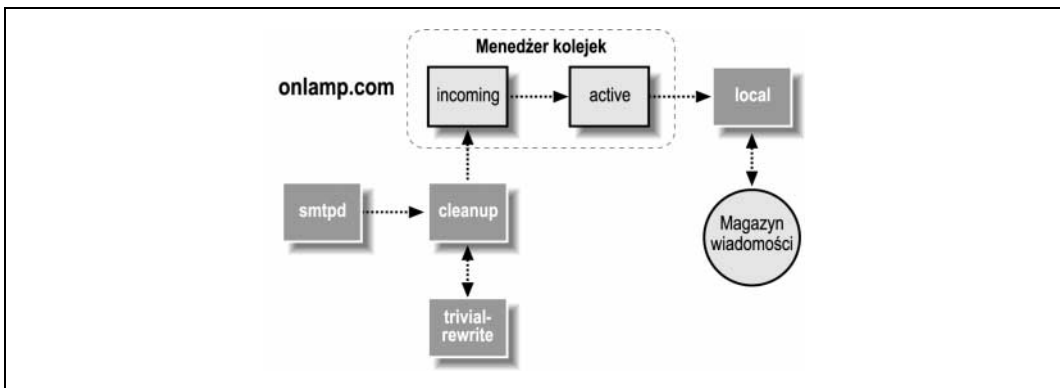 Menedżer kolejek
onlamp.com
incoming
active
local
smtpd
cleanup
Magazyn
wiadomości
trivial-
rewrite